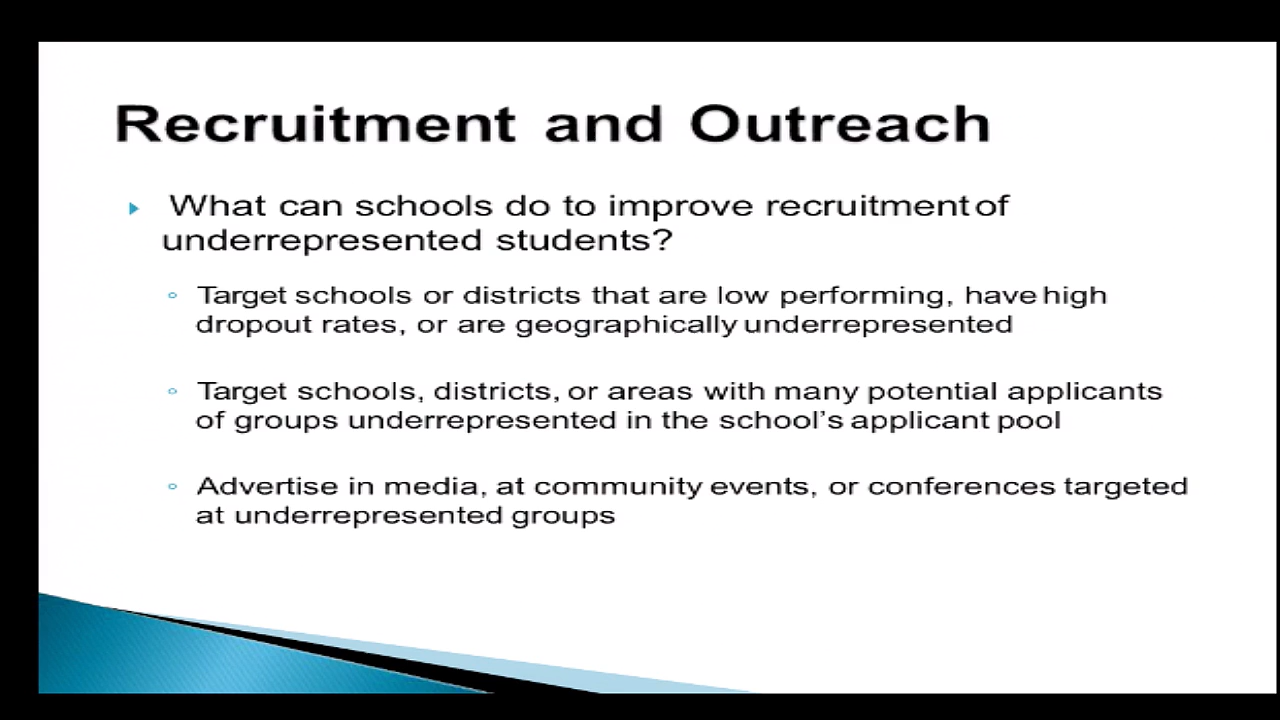 Recruitment and Outreach
What can schools do to improve recruitment of
underrepresented students?
Target schools or districts that are low performing, have high
dropout rates, or are geographically underrepresented
Target schools, districts, or areas with many potential applicants
of groups underrepresented in the school's applicant pool
Advertise in media, at community events, or conferences targeted
at underrepresented groups